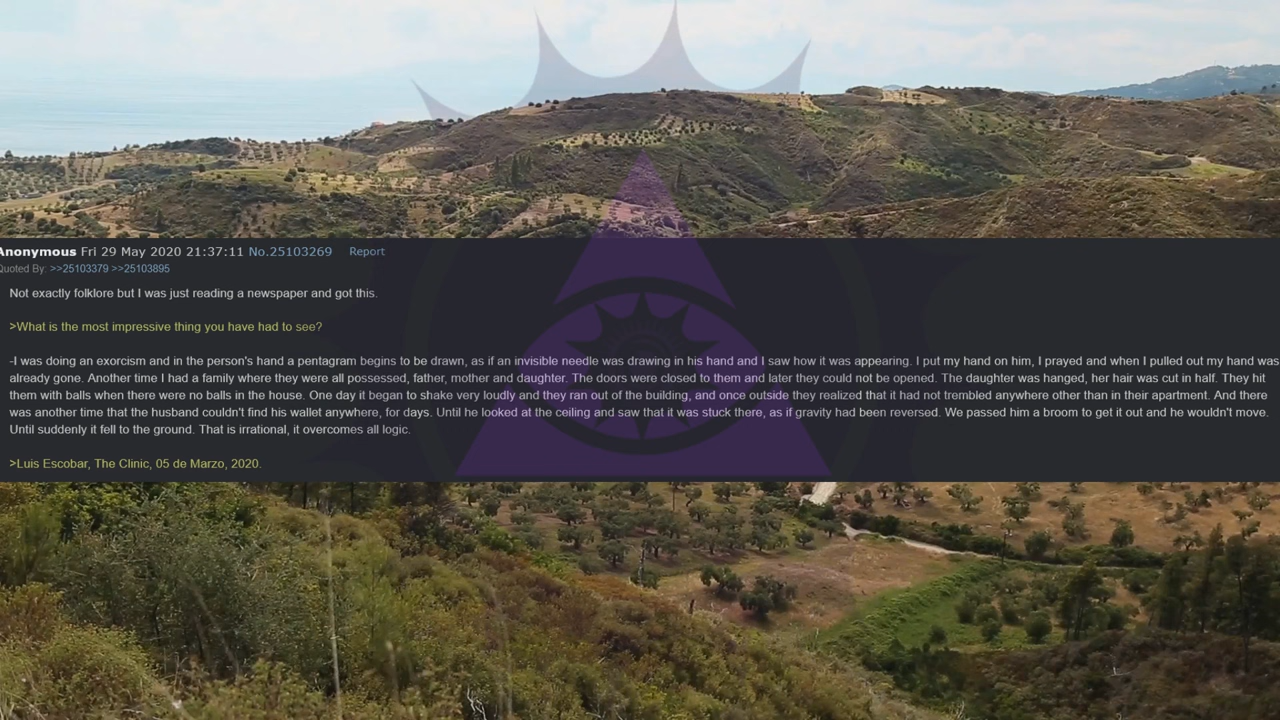 Anonymous Fri 29 May 2020 21:37:11 No.25103269 Report
Quoted By: >>25103379 >>25103895
Not exactly folklore but I was just reading a newspaper and got this.
>What is the most impressive thing you have had to see?
-I was doing an exorcism and in the person's hand a pentagram begins to be drawn, as if an invisible needle was drawing in his hand and I saw how it was appearing. I put my hand on him, I prayed and when I pulled out my hand was
already gone. Another time I had a family where they were all possessed, father, mother and daughter. The doors were closed to them and later they could not be opened. The daughter was hanged, her hair was cut in half. They hit
them with balls when there were no balls in the house. One day it began to shake very loudly and they ran out of the building, and once outside they realized that it had not trembled anywhere other than in their apartment. And there
was another time that the husband couldn't find his wallet anywhere, for days. Until he looked at the ceiling and saw that it was stuck there, as if gravity had been reversed. We passed him a broom to get it out and he wouldn't move.
Until suddenly it fell to the ground. That is irrational, it overcomes all logic.
>Luis Escobar, The Clinic, 05 de Marzo, 2020.